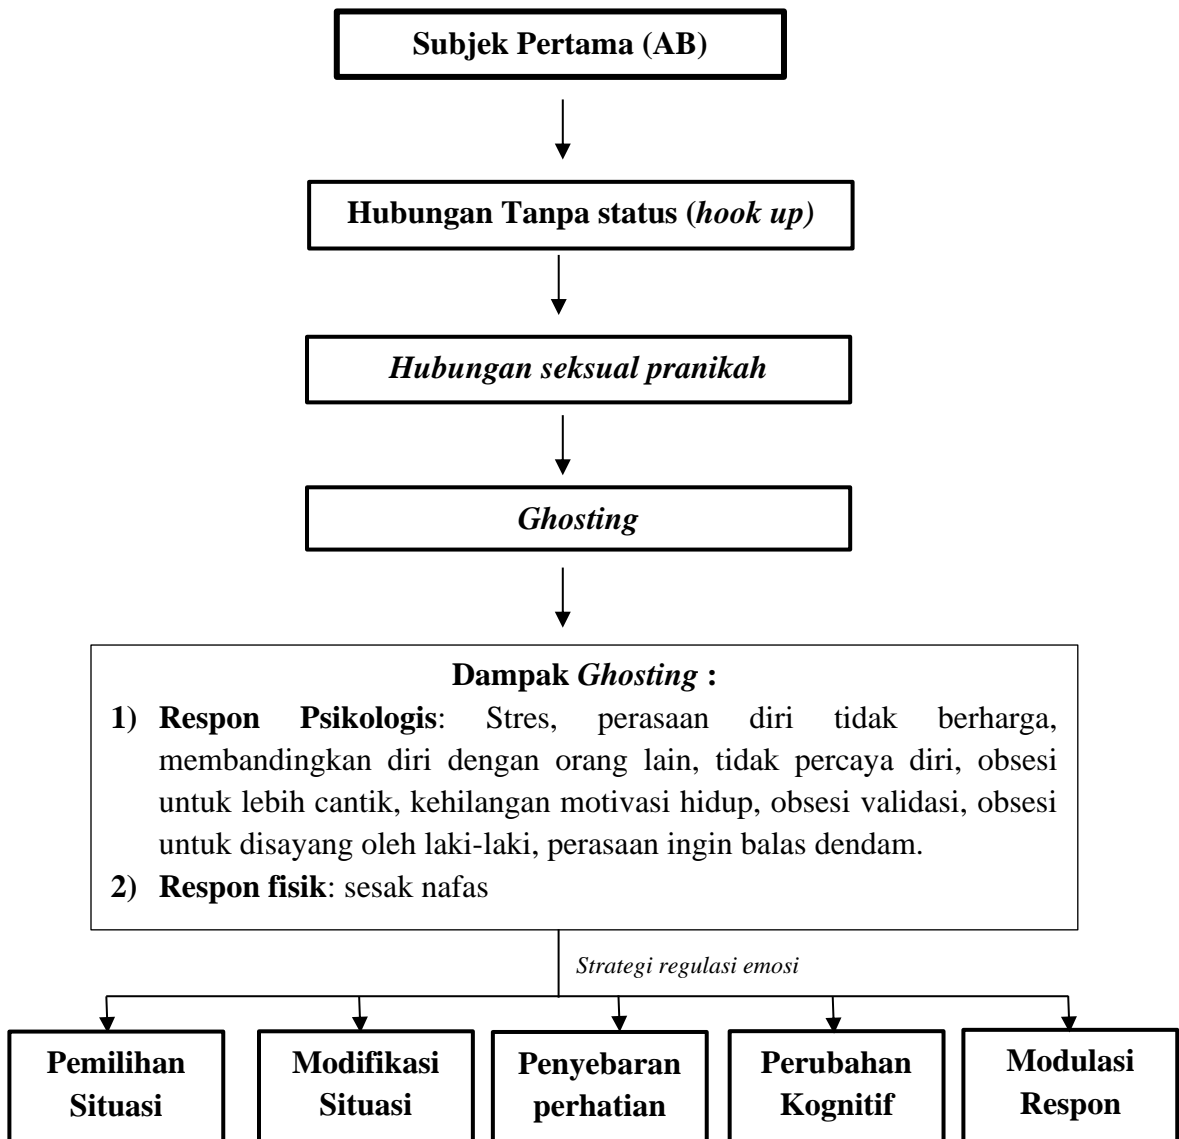 Subjek Pertama (AB)
Hubungan Tanpa status (hook up)
Hubungan seksual pranikah
Ghosting
Dampak Ghosting :
1) Respon Psikologis: Stres, perasaan diri tidak berharga,
membandingkan diri dengan orang lain, tidak percaya diri, obsesi
untuk lebih cantik, kehilangan motivasi hidup, obsesi validasi, obsesi
untuk disayang oleh laki-laki, perasaan ingin balas dendam.
2) Respon fisik: sesak nafas
Strategi regulasi emosi
Pemilihan
Situasi
Modifikasi
Situasi
Penyebaran
perhatian
Perubahan
Kognitif
Modulasi
Respon